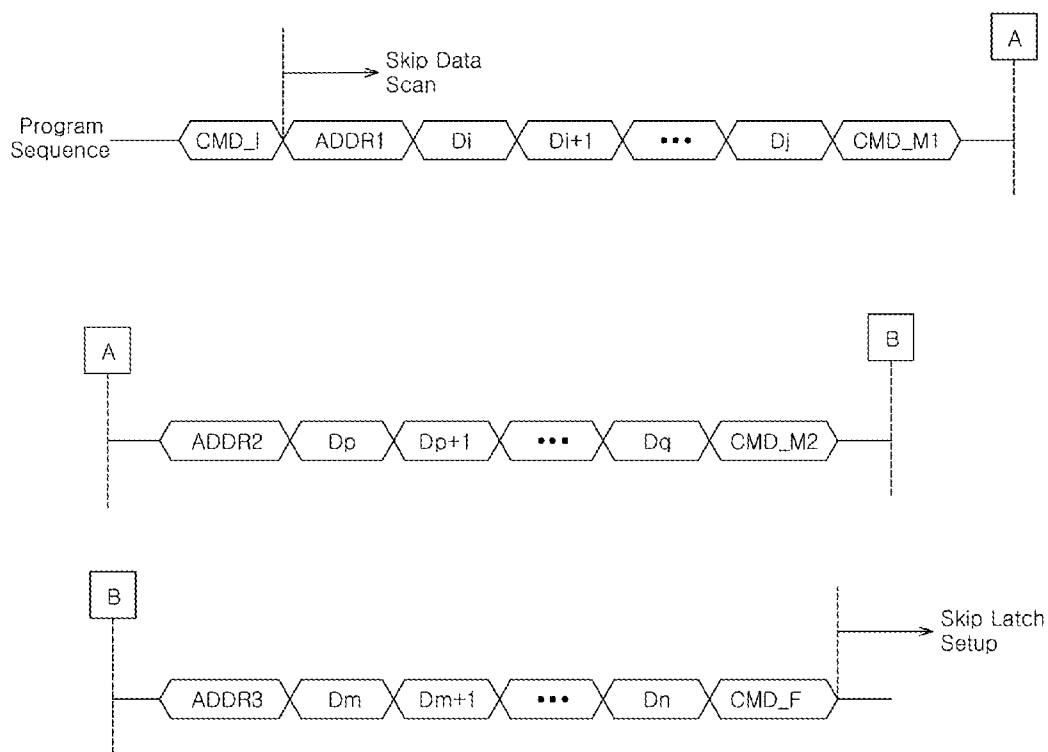 A
Skip Data
Scan
Program
Sequence
CMD_I ADDR1 Di Di+1 ••• Dj CMD_M1
A
B
ADDR2 Dp Dp+1 ••• Dq CMD_M2
B
Skip Latch
Setup
ADDR3 Dm Dm+1 ••• Dn CMD_F